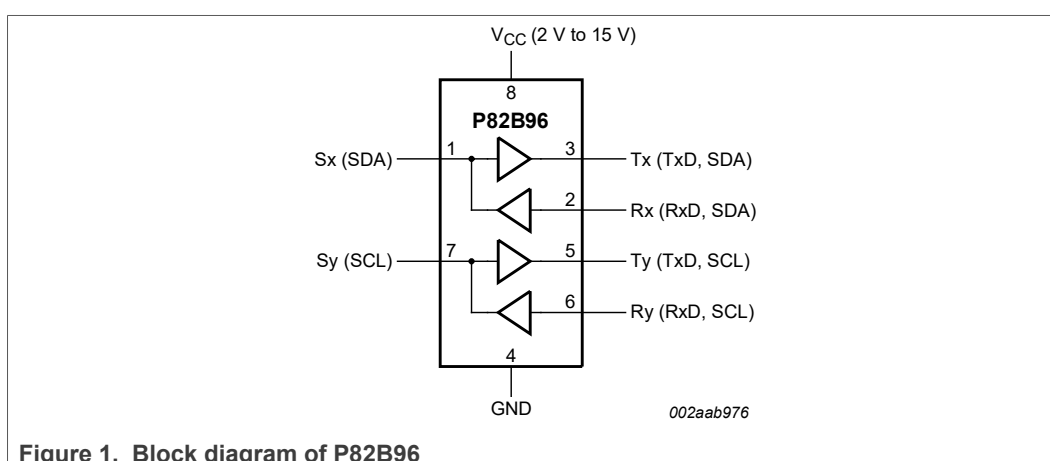 VCC (2 V to 15 V)
8
P82B96
Sx (SDA) 1 3 Tx (TxD, SDA)
2 Rx (RxD, SDA)
Sy (SCL) 7 5 Ty (TxD, SCL)
6 Ry (RxD, SCL)
4
GND
002aab976
Figure 1. Block diagram of P82B96